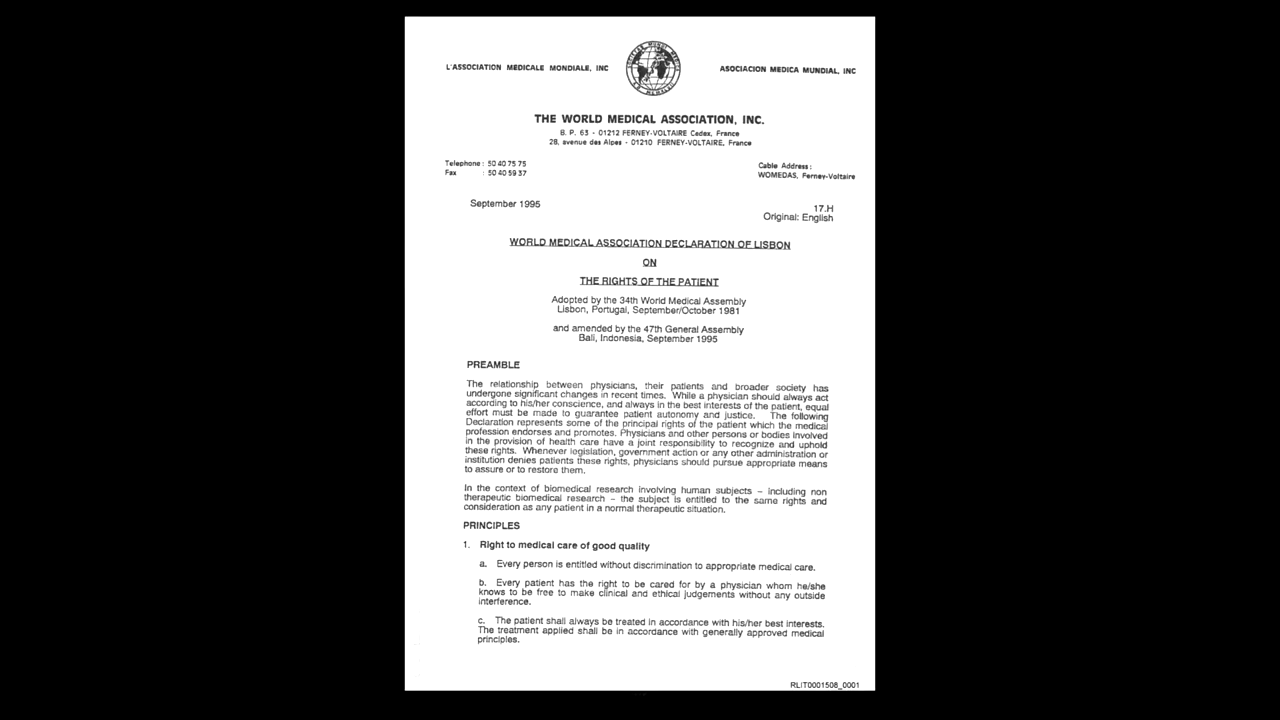 L'ASSOCIATION MEDICALE MONDIALE, INC
ASOCIACION MEDICA MUNDIAL, INC
THE WORLD MEDICAL ASSOCIATION, INC.
B. P. 63 - 01212 FERNEY-VOLTAIRE Cedex, France
28, avenue des Alpes - 01210 FERNEY-VOLTAIRE, France
Telephone : 50 40 75 75
Fax : 50 40 59 37
Cable Address :
WOMEDAS, Ferney-Voltaire
September 1995
17.H
Original: English
WORLD MEDICAL ASSOCIATION DECLARATION OF LISBON
ON
THE RIGHTS OF THE PATIENT
Adopted by the 34th World Medical Assembly
Lisbon, Portugal, September/October 1981
and amended by the 47th General Assembly
Bali, Indonesia, September 1995
PREAMBLE
The relationship between physicians, their patients and broader society has
undergone significant changes in recent times. While a physician should always act
according to his/her conscience, and always in the best interests of the patient, equal
effort must be made to guarantee patient autonomy and justice. The following
Declaration represents some of the principal rights of the patient which the medical
profession endorses and promotes. Physicians and other persons or bodies involved
in the provision of health care have a joint responsibility to recognize and uphold
these rights. Whenever legislation, government action or any other administration or
institution denies patients these rights, physicians should pursue appropriate means
to assure or to restore them.
In the context of biomedical research involving human subjects – including non
therapeutic biomedical research – the subject is entitled to the same rights and
consideration as any patient in a normal therapeutic situation.
PRINCIPLES
1. Right to medical care of good quality
a. Every person is entitled without discrimination to appropriate medical care.
b. Every patient has the right to be cared for by a physician whom he/she
knows to be free to make clinical and ethical judgements without any outside
interference.
c. The patient shall always be treated in accordance with his/her best interests.
The treatment applied shall be in accordance with generally approved medical
principles.
RLIT0001508_0001